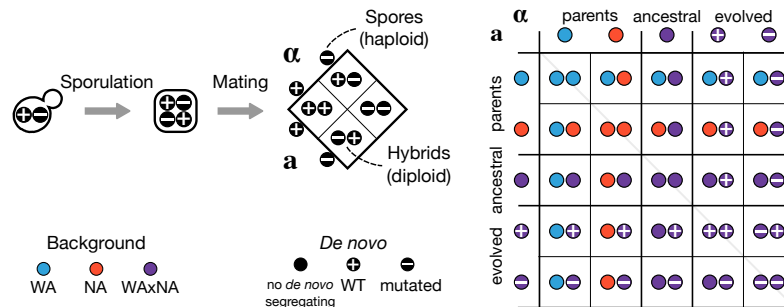 Spores
(haploid)
α
Sporulation
Mating
a
Hybrids
(diploid)
Background
WA
NA
WAxNA
De novo
no de novo
segregating
WT
mutated
α
a
parents
ancestral
evolved
parents
ancestral
evolved